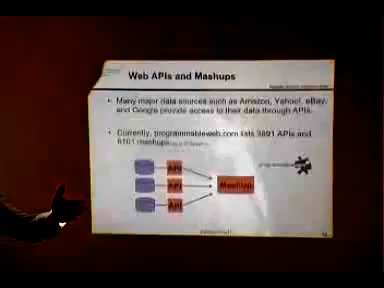 Web APIs and Mashups
• Many major data sources such as Amazon, Yahoo!, eBay,
and Google provide access to their data through APIs.
• Currently, programmableweb.com lists 3891 APIs and
6101 mashups
API
API
API
MashUp
programmable